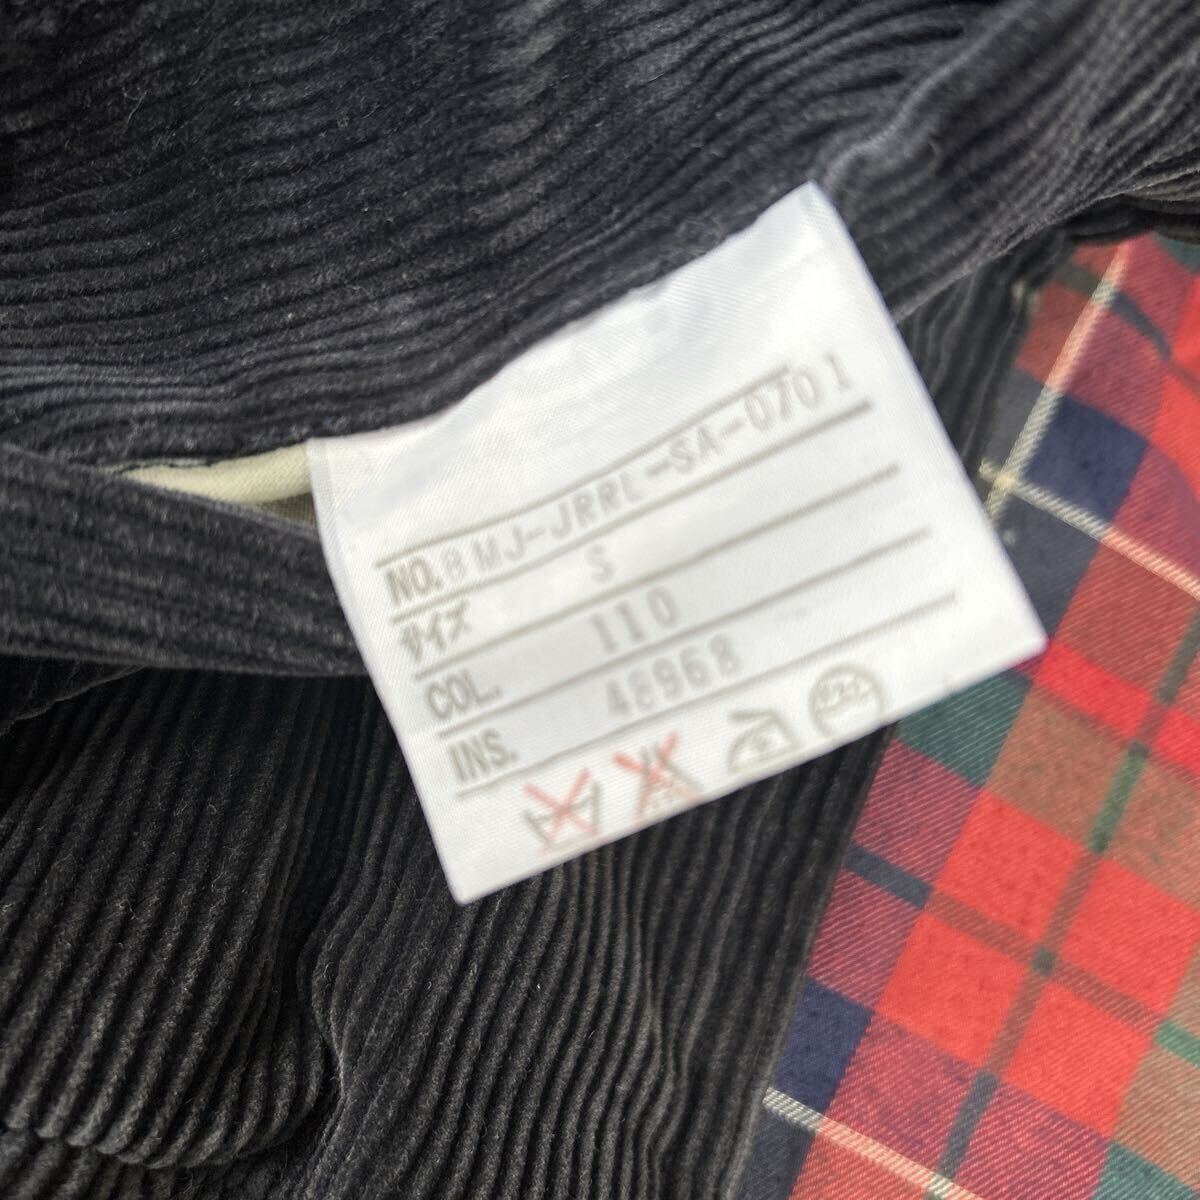 NO.8MJ-JRRL-SA-0701
サイズ S
COL. 110
INS. 48968